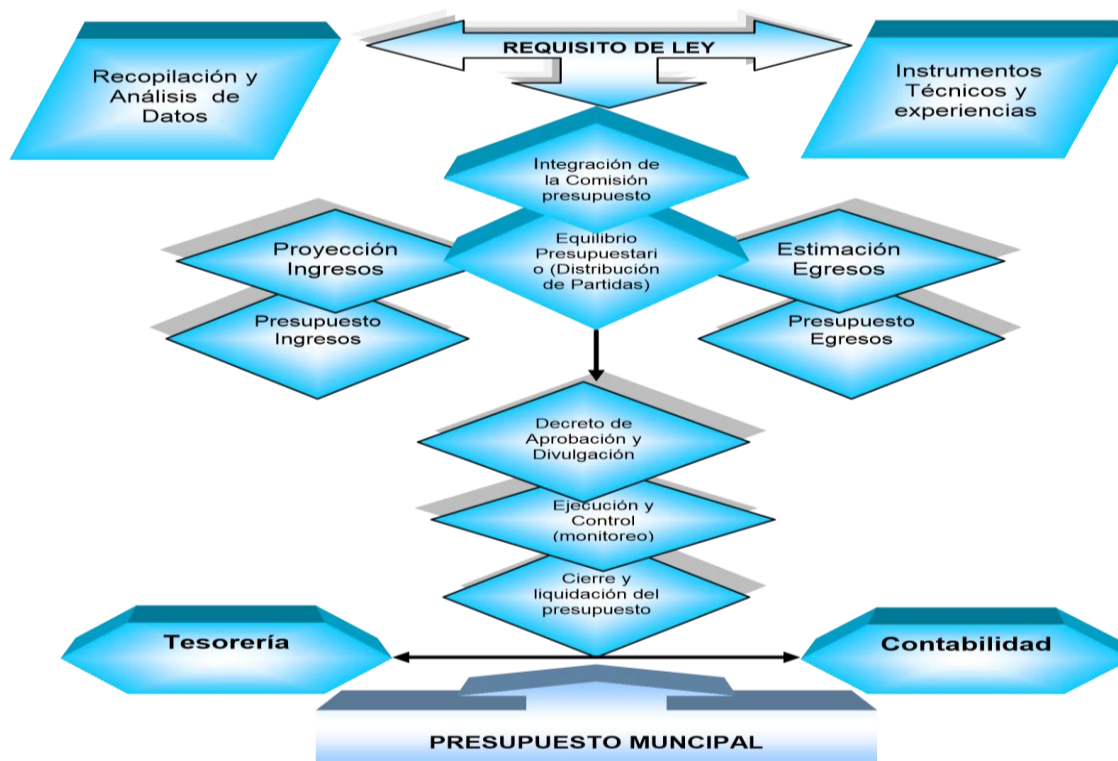 REQUISITO DE LEY
Recopilación y
Análisis de
Datos
Instrumentos
Técnicos y
experiencias
Integración de
la Comisión
presupuesto
Proyección
Ingresos
Equilibrio
Presupuestari
o (Distribución
de Partidas)
Estimación
Egresos
Presupuesto
Ingresos
Presupuesto
Egresos
Decreto de
Aprobación y
Divulgación
Ejecución y
Control
(monitoreo)
Cierre y
liquidación del
presupuesto
Tesorería
Contabilidad
PRESUPUESTO MUNCIPAL